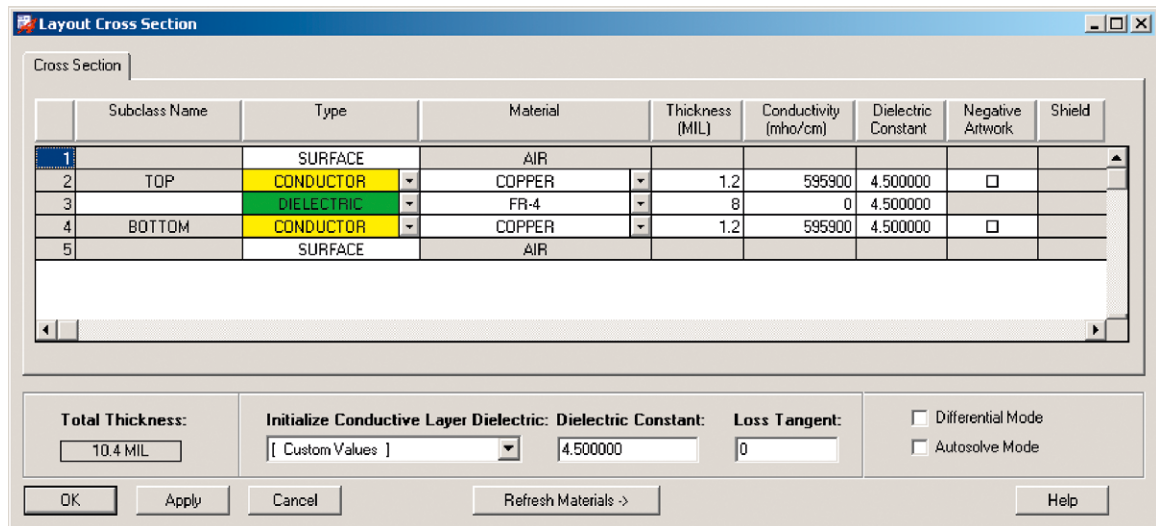 Layout Cross Section
Cross Section
Subclass Name Type Material Thickness (MIL) Conductivity (mho/cm) Dielectric Constant Negative Artwork Shield
1 SURFACE AIR
2 TOP CONDUCTOR COPPER 1.2 595900 4.500000
3 DIELECTRIC FR-4 8 0 4.500000
4 BOTTOM CONDUCTOR COPPER 1.2 595900 4.500000
5 SURFACE AIR
Total Thickness: Initialize Conductive Layer Dielectric: Dielectric Constant: Loss Tangent: Differential Mode
10.4 MIL [ Custom Values ] 4.500000 0 Autosolve Mode
OK Apply Cancel Refresh Materials -> Help